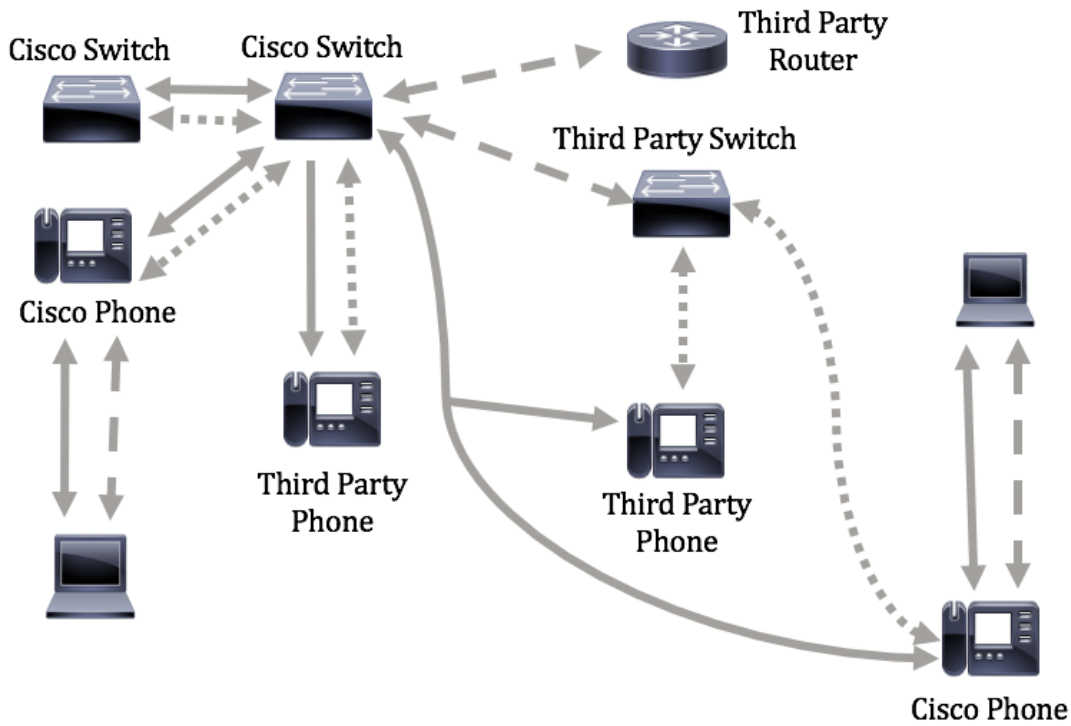 Cisco Switch
Cisco Switch
Third Party
Router
Third Party Switch
Cisco Phone
Third Party
Phone
Third Party
Phone
Cisco Phone